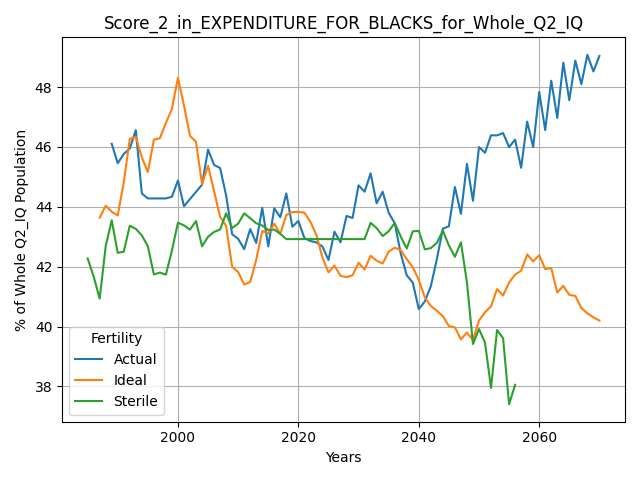 Score_2_in_EXPENDITURE_FOR_BLACKS_for_Whole_Q2_IQ
% of Whole Q2_IQ Population
48
46
44
42
40
38
Fertility
Actual
Ideal
Sterile
2000
2020
2040
2060
Years